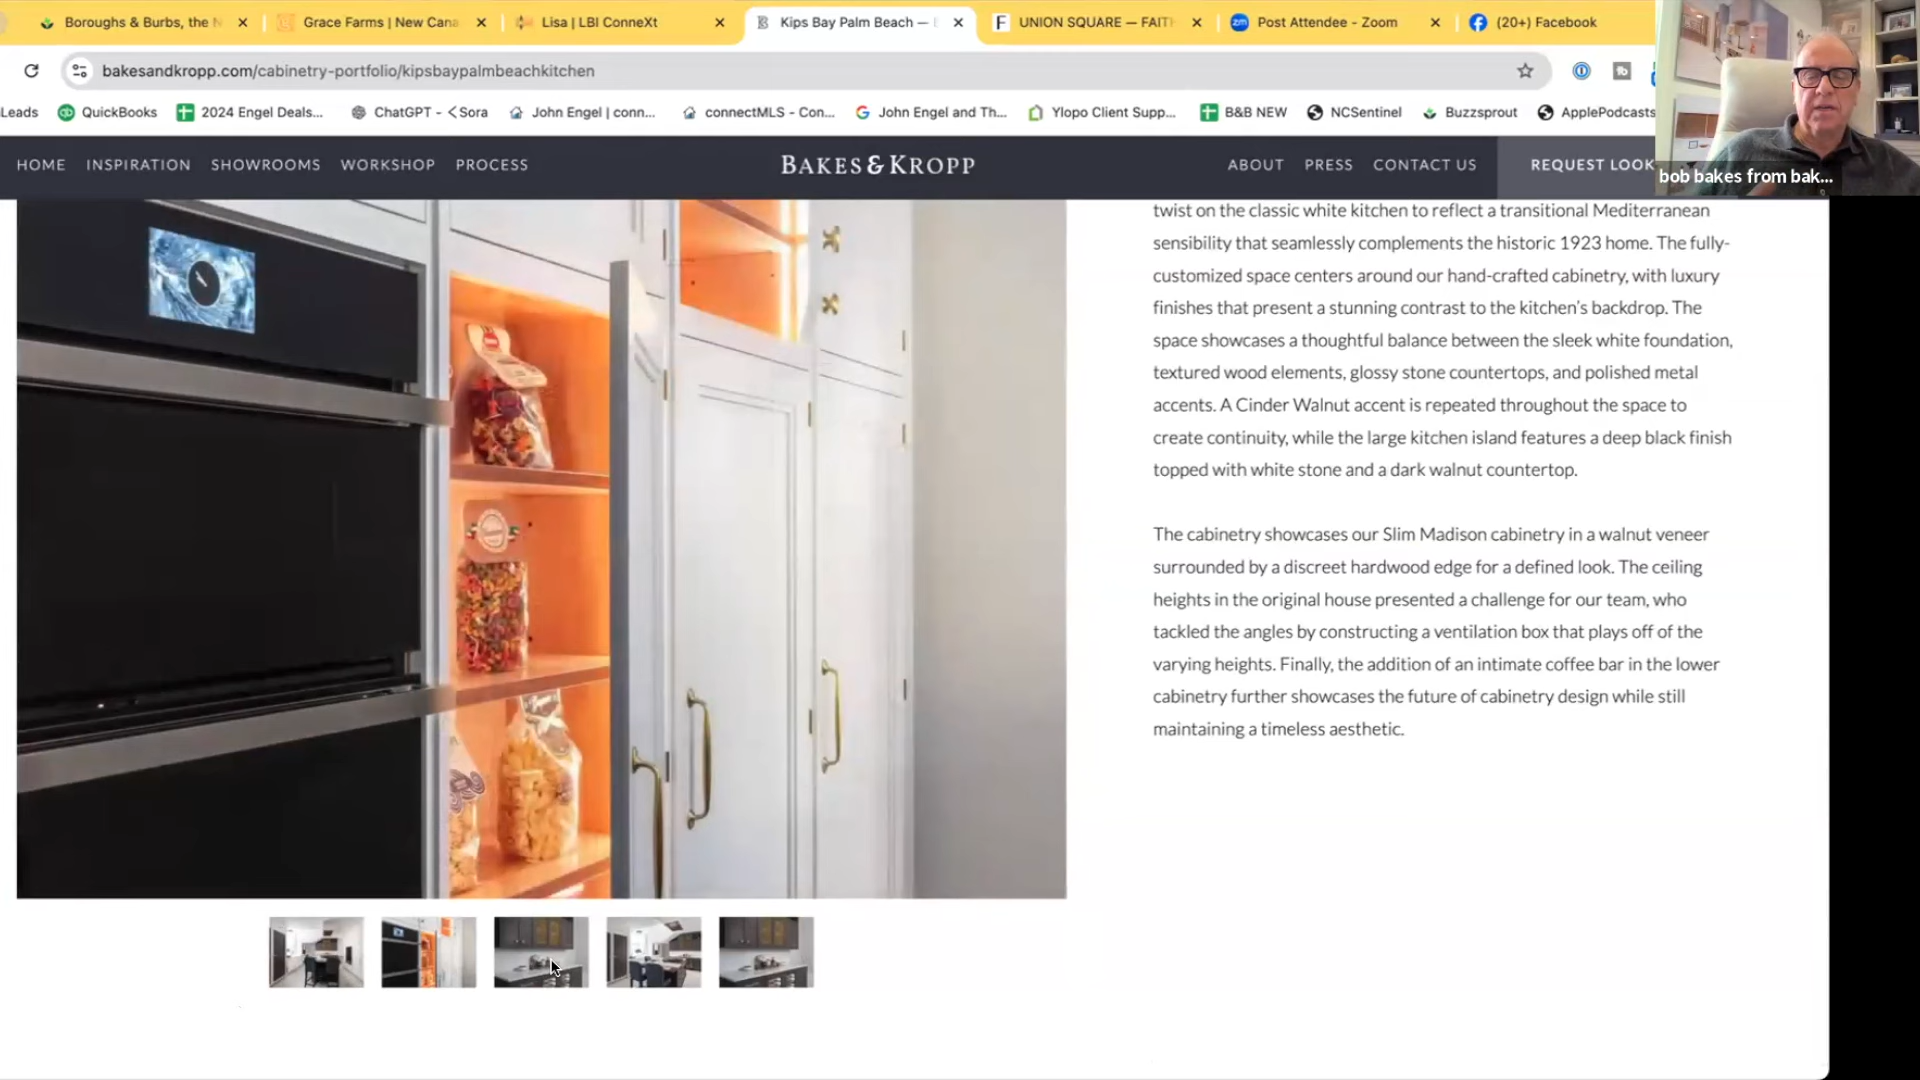 Boroughs & Burbs, the
Grace Farms | New Cana
Lisa | LBI ConneXt
Kips Bay Palm Beach —
UNION SQUARE — FAITH
Post Attendee - Zoom
(20+) Facebook
bakesandkropp.com/cabinetry-portfolio/kipsbaypalmbeachkitchen
Leads
QuickBooks
2024 Engel Deals...
ChatGPT - < Sora
John Engel | conn...
connectMLS - Con...
John Engel and Th...
Ylopo Client Supp...
B&B NEW
NCSentinel
Buzzsprout
ApplePodcasts
HOME
INSPIRATION
SHOWROOMS
WORKSHOP
PROCESS
BAKES & KROPP
ABOUT
PRESS
CONTACT US
REQUEST LOOK
bob bakes from bak...
twist on the classic white kitchen to reflect a transitional Mediterranean
sensibility that seamlessly complements the historic 1923 home. The fully-
customized space centers around our hand-crafted cabinetry, with luxury
finishes that present a stunning contrast to the kitchen's backdrop. The
space showcases a thoughtful balance between the sleek white foundation,
textured wood elements, glossy stone countertops, and polished metal
accents. A Cinder Walnut accent is repeated throughout the space to
create continuity, while the large kitchen island features a deep black finish
topped with white stone and a dark walnut countertop.
The cabinetry showcases our Slim Madison cabinetry in a walnut veneer
surrounded by a discreet hardwood edge for a defined look. The ceiling
heights in the original house presented a challenge for our team, who
tackled the angles by constructing a ventilation box that plays off of the
varying heights. Finally, the addition of an intimate coffee bar in the lower
cabinetry further showcases the future of cabinetry design while still
maintaining a timeless aesthetic.